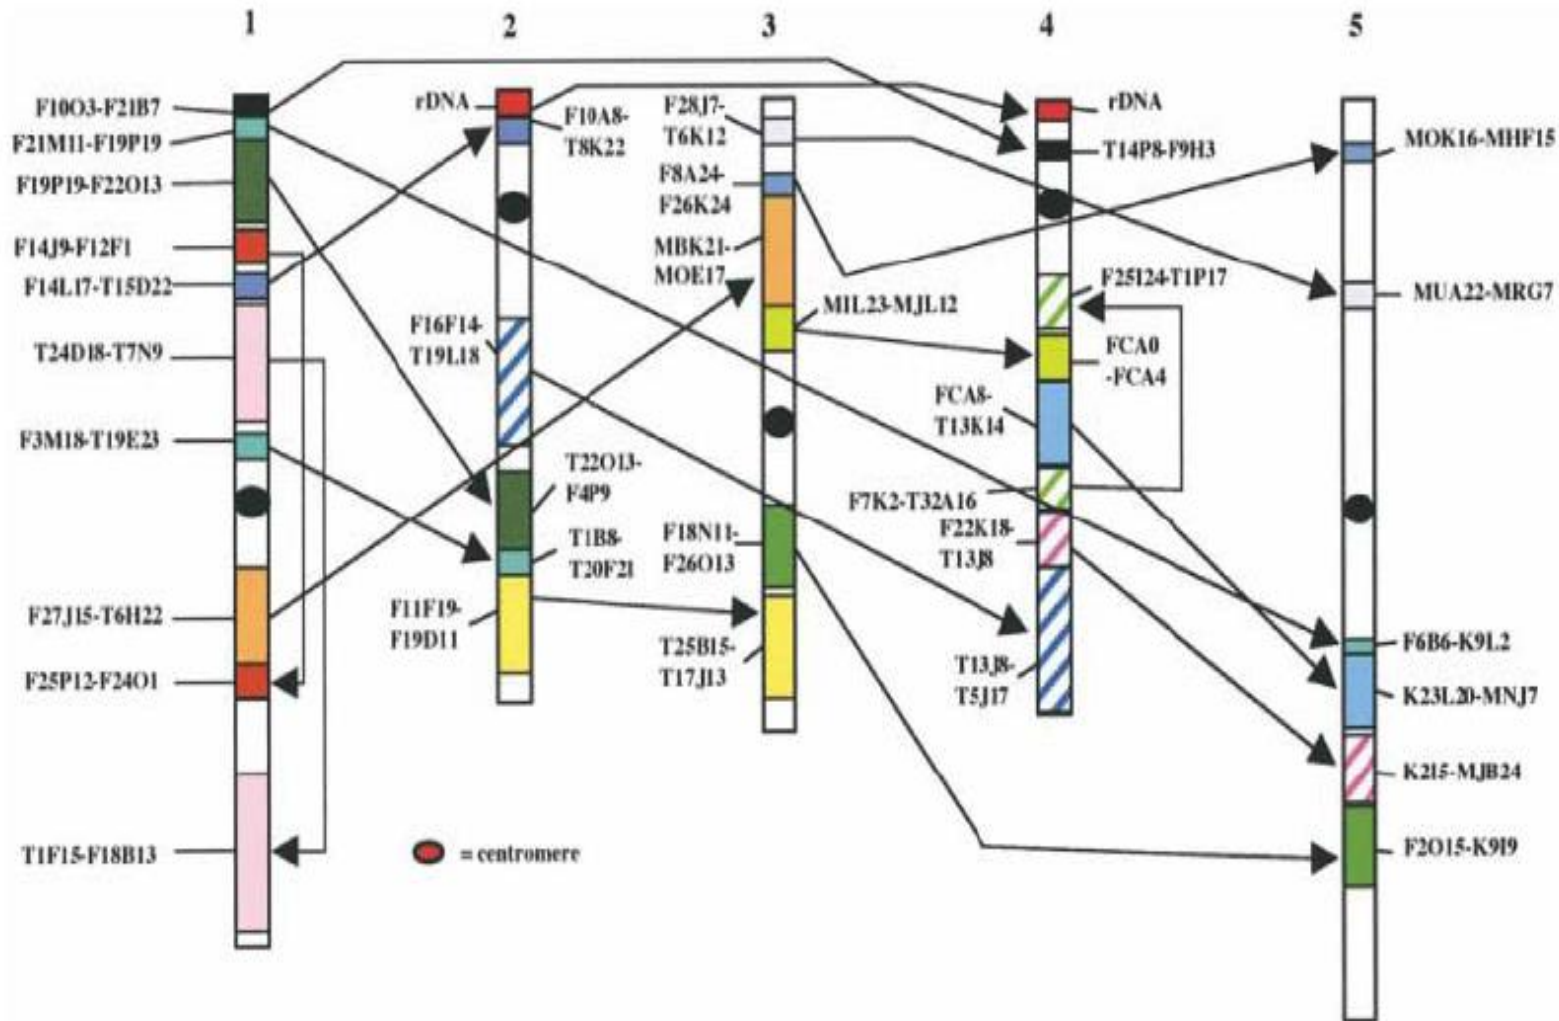 1
2
3
4
5
F10O3-F21B7
F21M11-F19P19
F19P19-F22O13
F14J9-F12F1
F14L17-T15D22
T24D18-T7N9
F3M18-T19E23
F27J15-T6H22
F25P12-F24O1
T1F15-F18B13
rDNA
F10A8-
T8K22
F16F14-
T19L18
T22O13-
F4P9
T1B8-
T20F21
F11F19-
F19D11
F28J7-
T6K12
F8A24-
F26K24
MBK21-
MOE17
MIL23-MJL12
F18N11-
F26O13
T25B15-
T17J13
rDNA
T14P8-F9H3
F25I24-T1P17
FCA0
-FCA4
FCA8-
T13K14
F7K2-T32A16
F22K18-
T13J8
T13J8-
T5J17
MOK16-MHF15
MUA22-MRG7
F6B6-K9L2
K23L20-MNJ7
K2I5-MJB24
F2O15-K9I9
= centromere